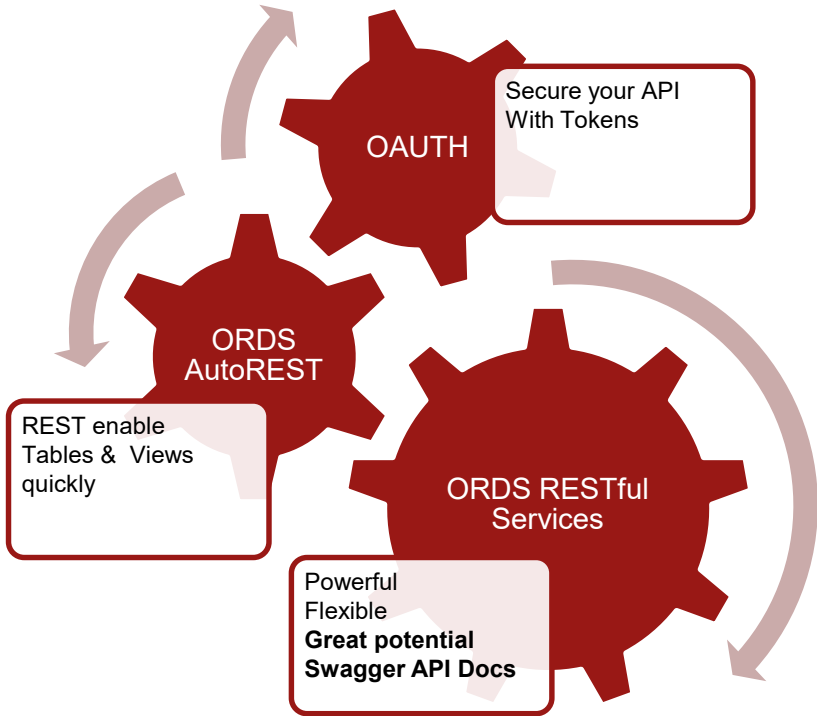 OAUTH
Secure your API
With Tokens
ORDS
AutoREST
REST enable
Tables & Views
quickly
ORDS RESTful
Services
Powerful
Flexible
Great potential
Swagger API Docs